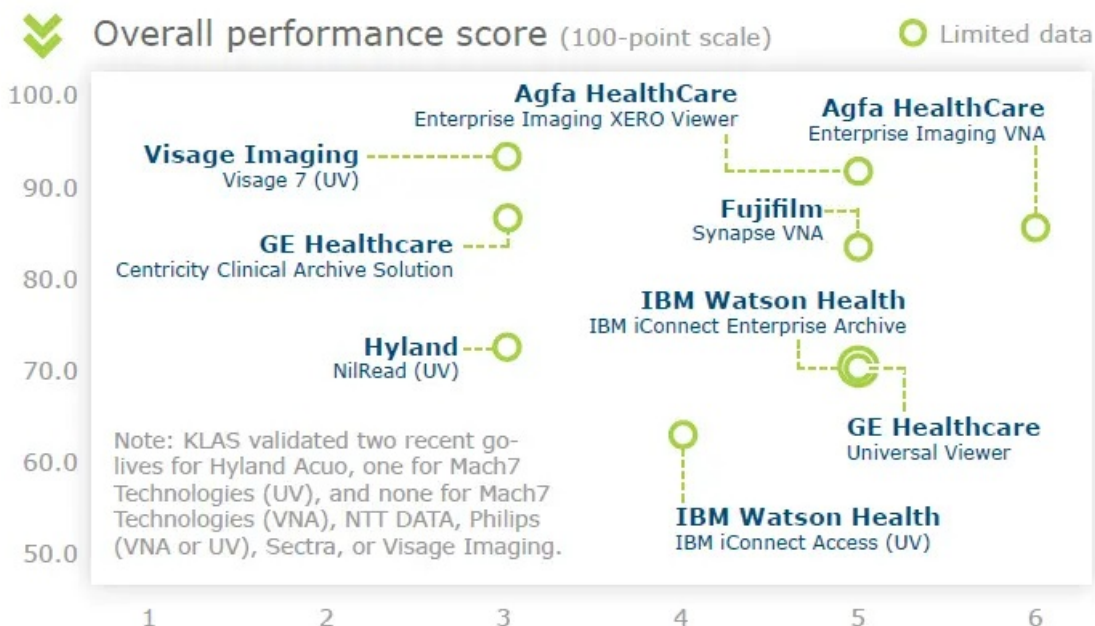 Overall performance score (100-point scale)
Limited data
100.0
90.0
80.0
70.0
60.0
50.0
Agfa HealthCare
Enterprise Imaging XERO Viewer
Agfa HealthCare
Enterprise Imaging VNA
Visage Imaging
Visage 7 (UV)
Fujifilm
Synapse VNA
GE Healthcare
Centricity Clinical Archive Solution
IBM Watson Health
IBM iConnect Enterprise Archive
Hyland
NilRead (UV)
GE Healthcare
Universal Viewer
Note: KLAS validated two recent go-
lives for Hyland Acuo, one for Mach7
Technologies (UV), and none for Mach7
Technologies (VNA), NTT DATA, Philips
(VNA or UV), Sectra, or Visage Imaging.
IBM Watson Health
IBM iConnect Access (UV)
1 2 3 4 5 6